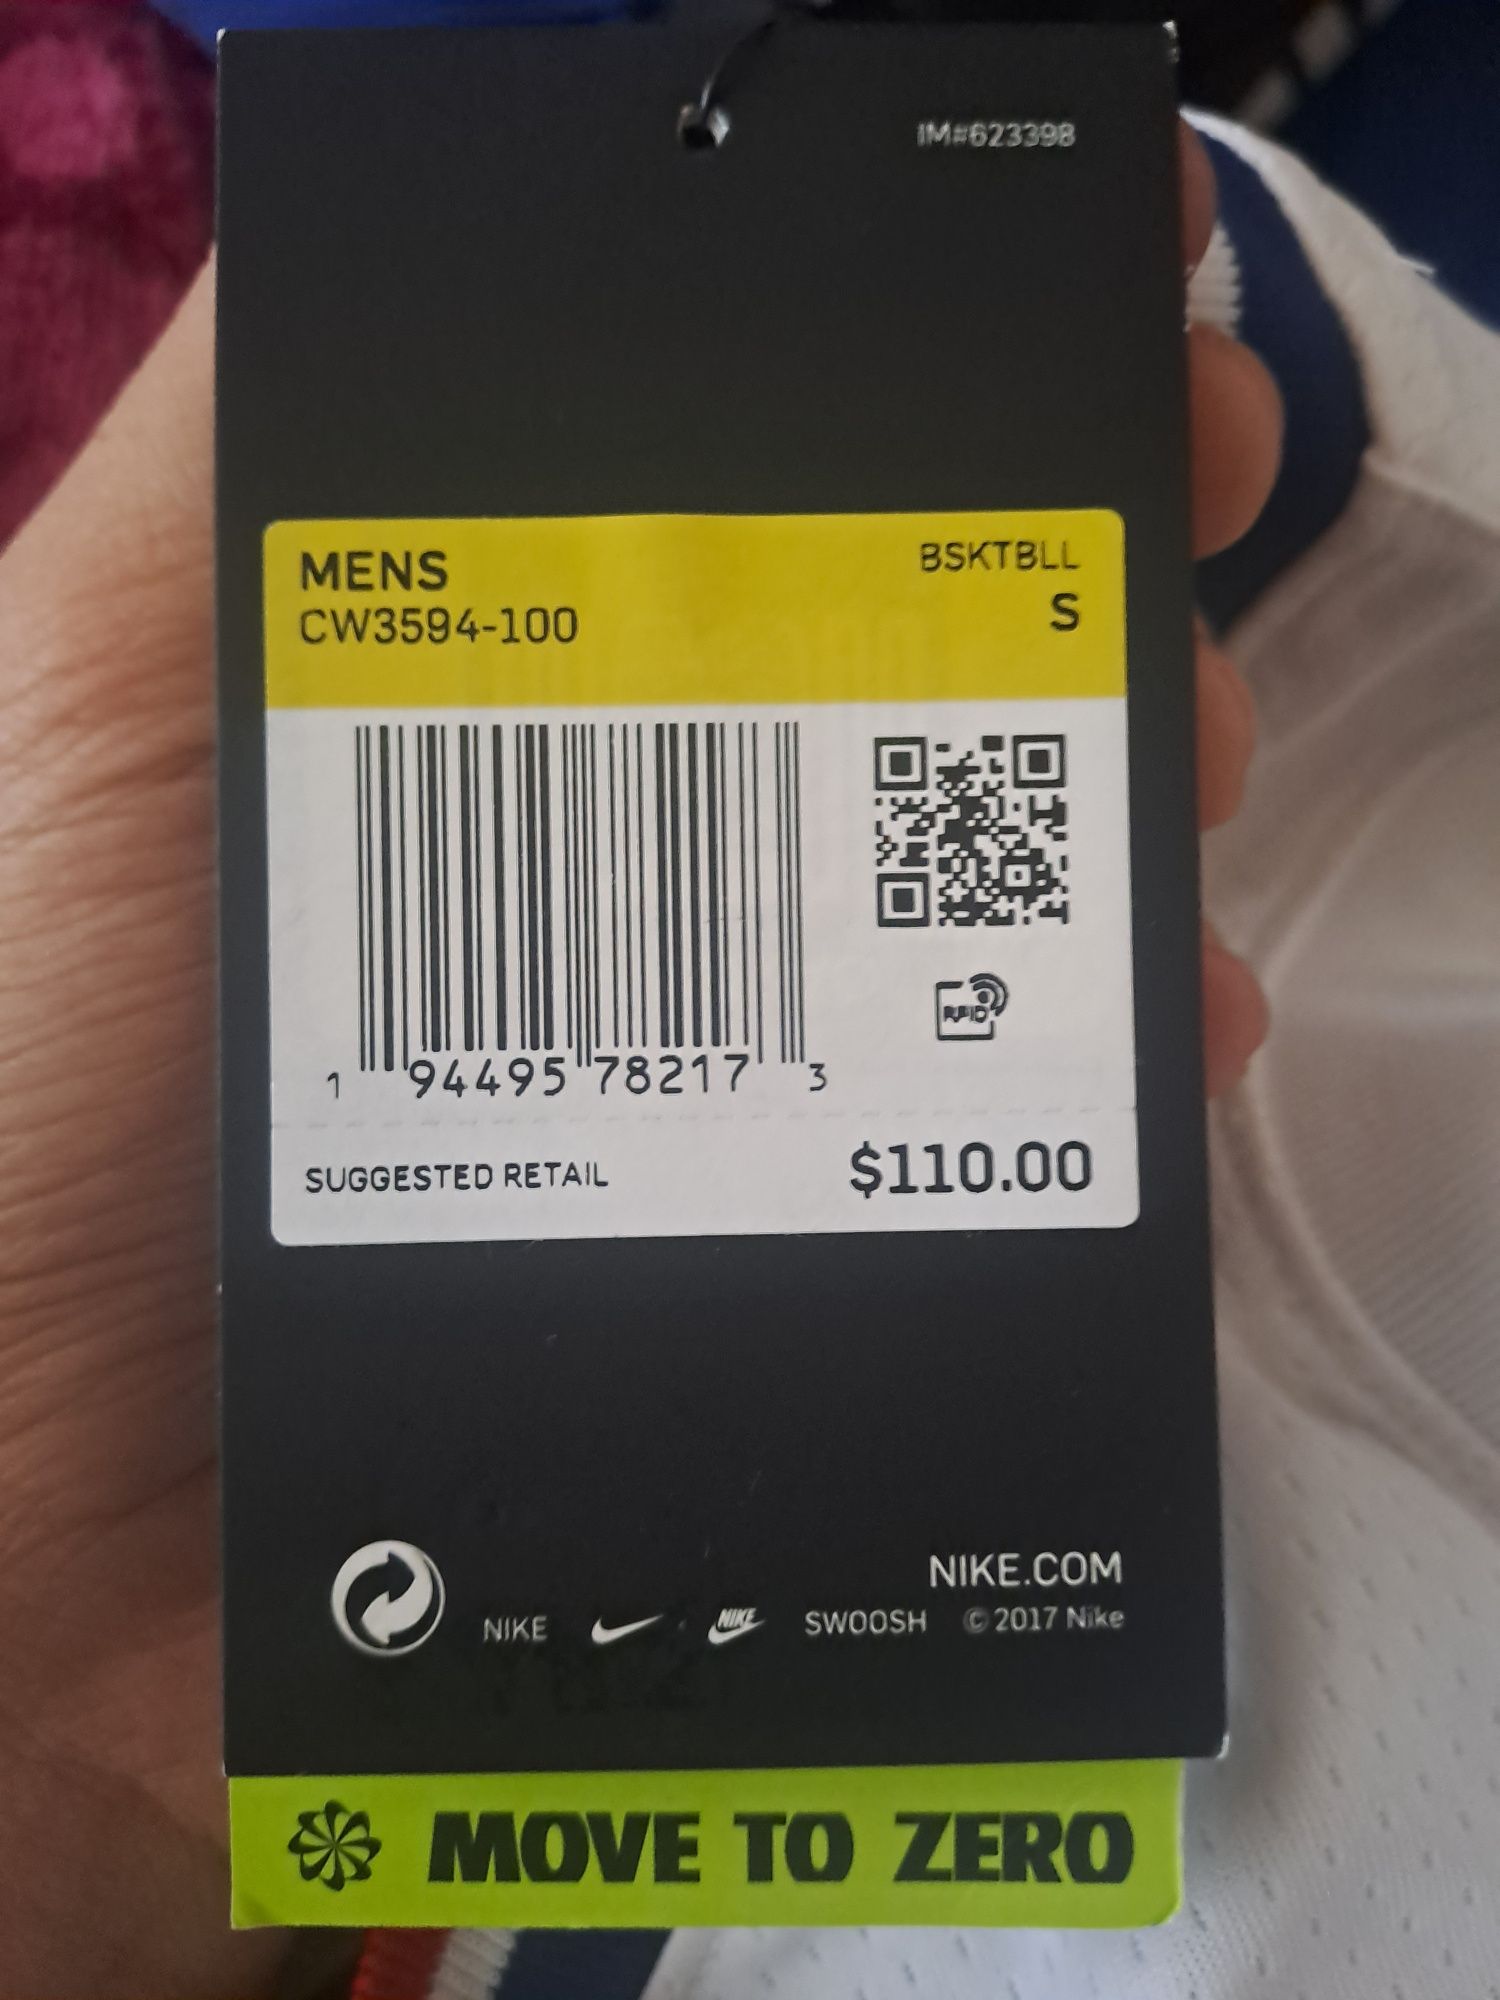 IM#623398
MENS
BSKTBLL
CW3594-100
S
RFID
1 94495 78217 3
SUGGESTED RETAIL
$110.00
NIKE.COM
NIKE NIKE SWOOSH © 2017 Nike
MOVE TO ZERO